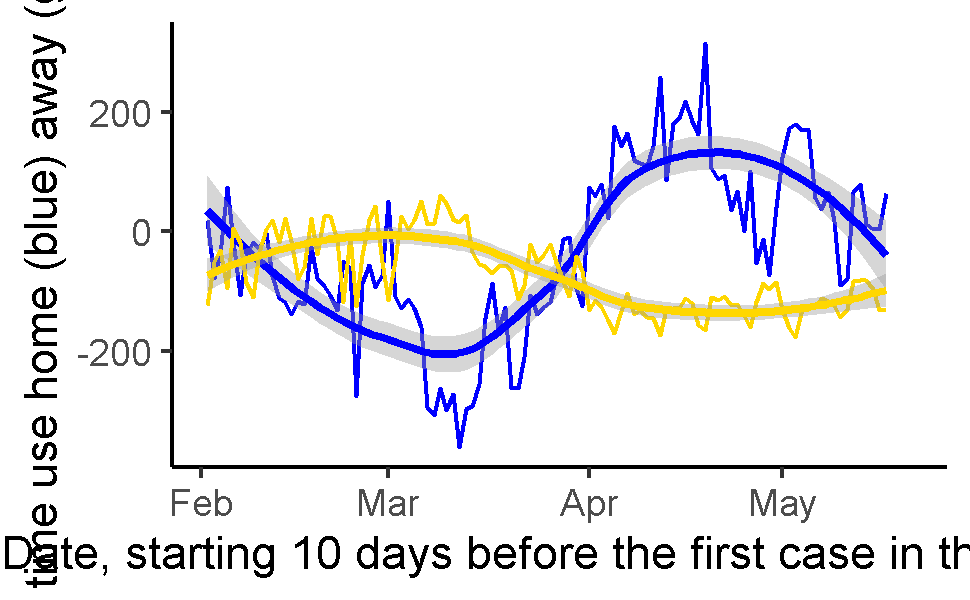 time use home (blue) away (
200
0
-200
Feb Mar Apr May
Date, starting 10 days before the first case in th